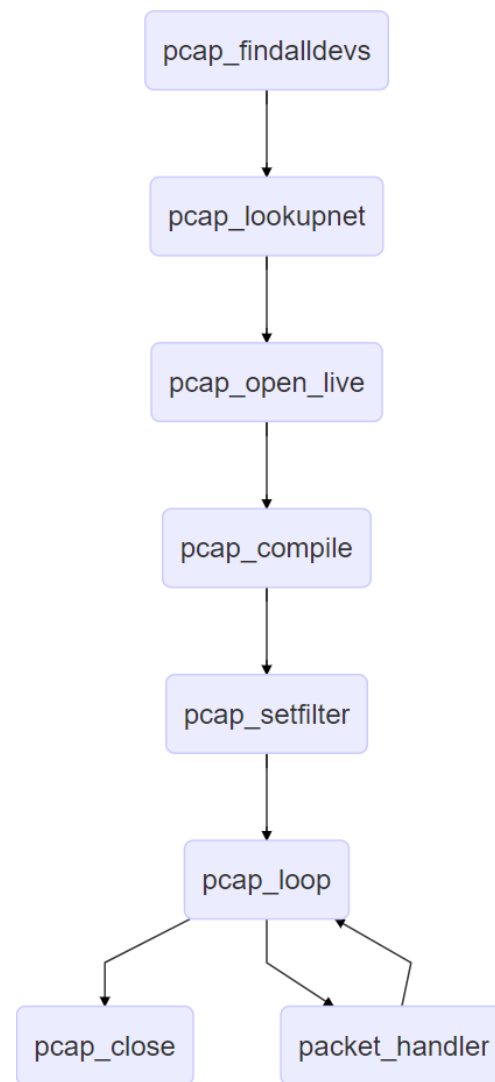 pcap_findalldevs
pcap_lookupnet
pcap_open_live
pcap_compile
pcap_setfilter
pcap_loop
pcap_close
packet_handler